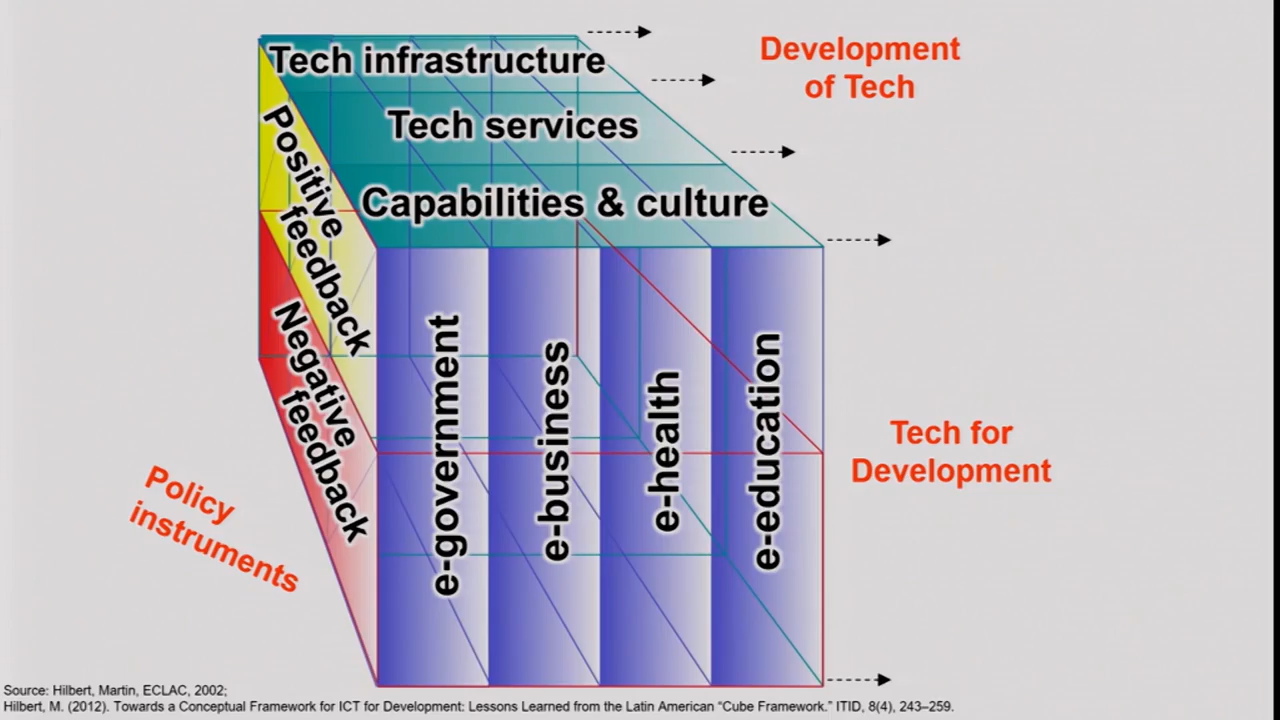 Tech infrastructure
Development
of Tech
Tech services
Capabilities & culture
Positive
feedback
Negative
feedback
e-government
e-business
e-health
e-education
Tech for
Development
Policy
instruments
Source: Hilbert, Martin, ECLAC, 2002;
Hilbert, M. (2012). Towards a Conceptual Framework for ICT for Development: Lessons Learned from the Latin American “Cube Framework.” ITID, 8(4), 243–259.